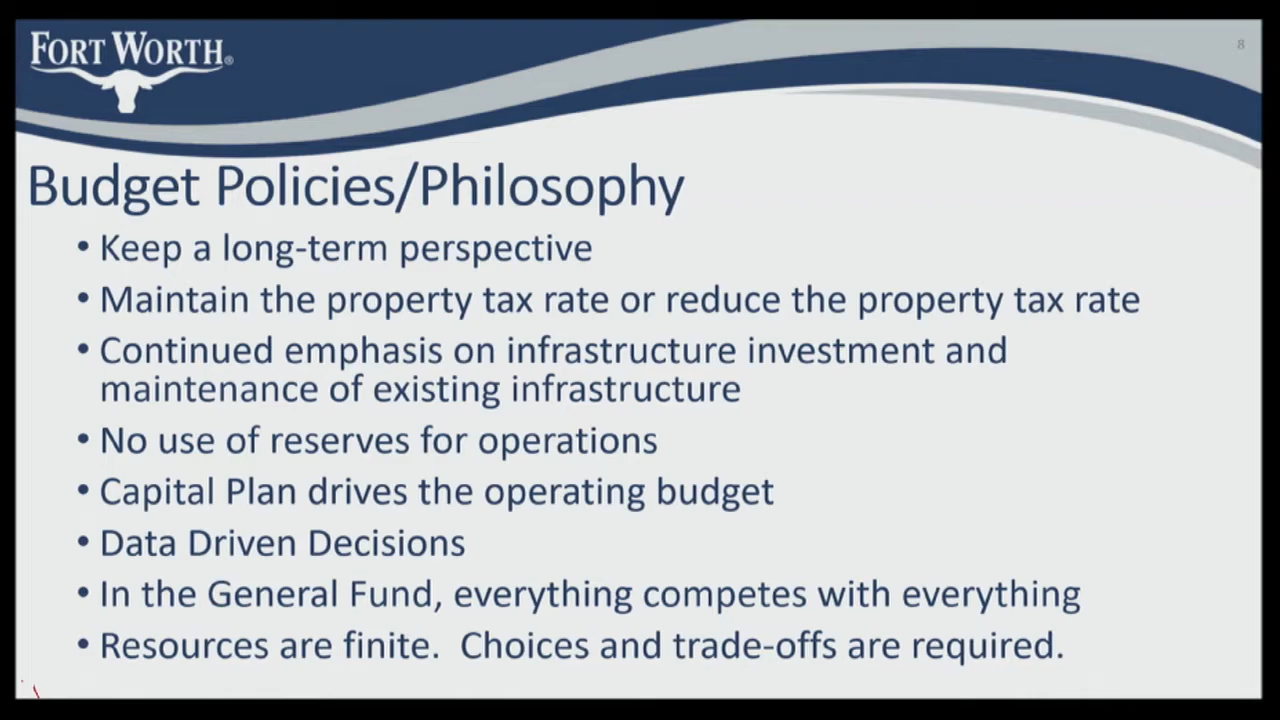 FORT WORTH®
8
Budget Policies/Philosophy
• Keep a long-term perspective
• Maintain the property tax rate or reduce the property tax rate
• Continued emphasis on infrastructure investment and
maintenance of existing infrastructure
• No use of reserves for operations
• Capital Plan drives the operating budget
• Data Driven Decisions
• In the General Fund, everything competes with everything
• Resources are finite.  Choices and trade-offs are required.